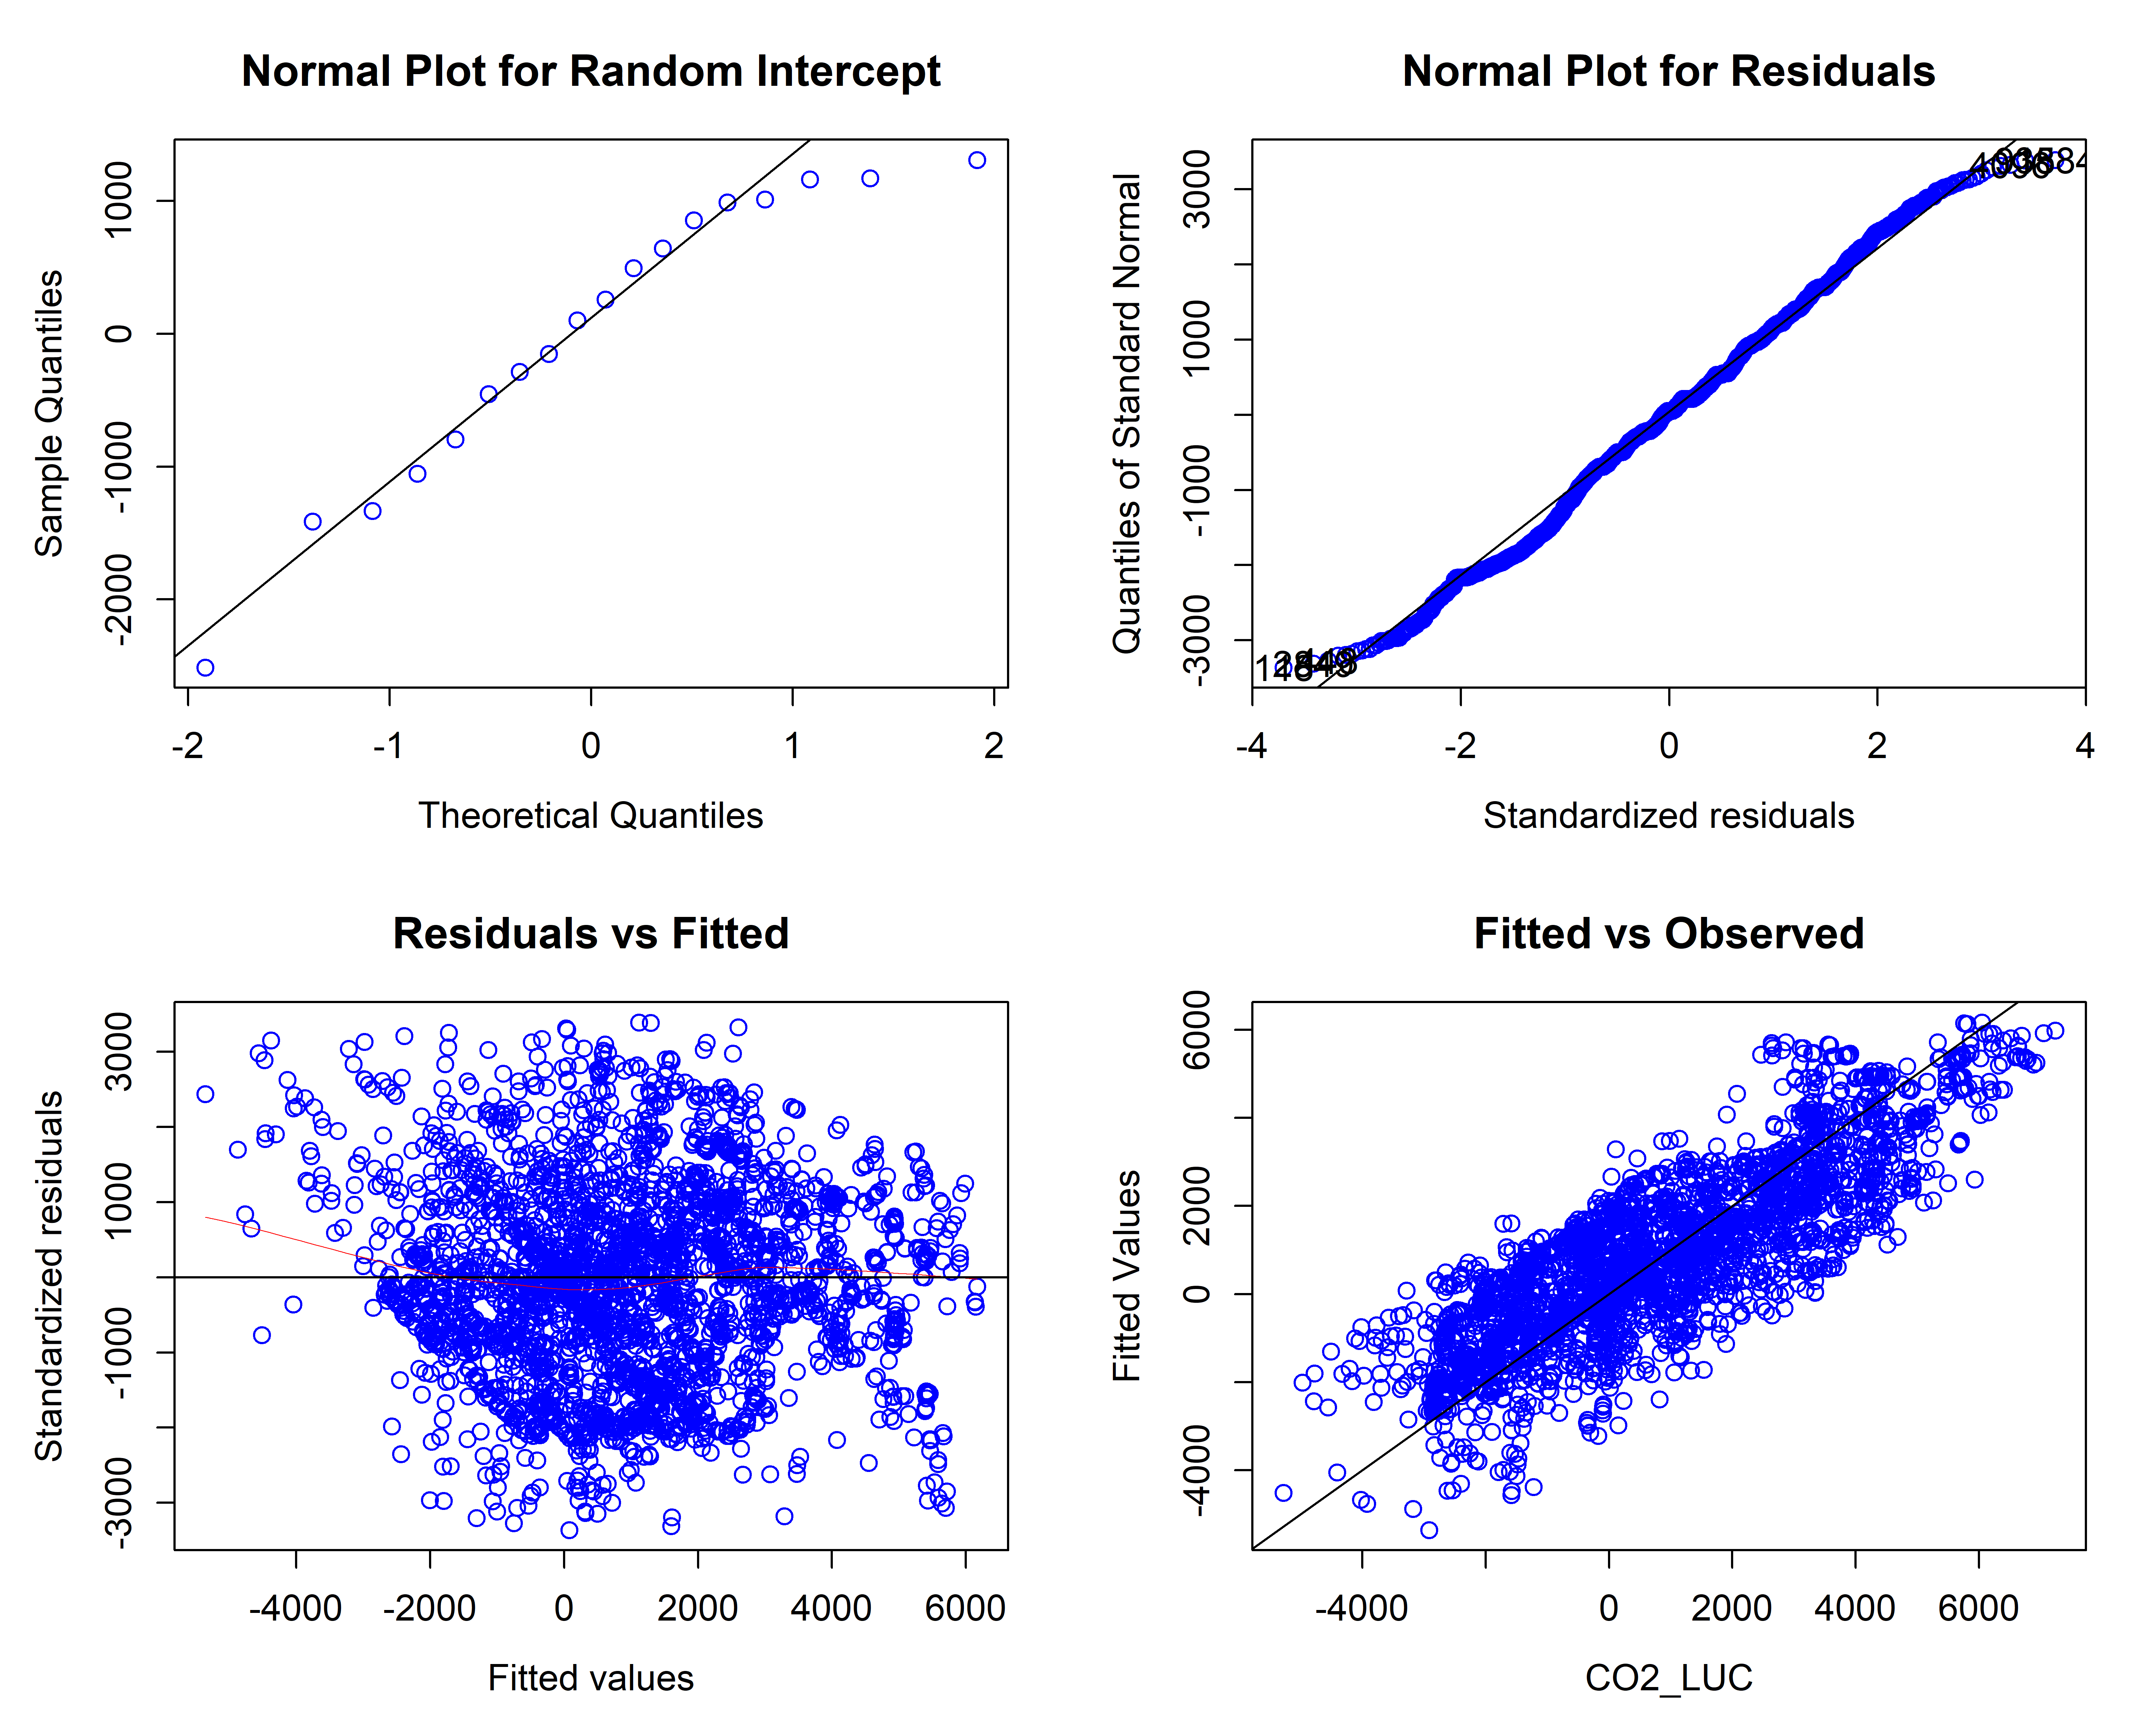 Normal Plot for Random Intercept
Sample Quantiles
1000
0
-1000
-2000
-2 -1 0 1 2
Theoretical Quantiles
Normal Plot for Residuals
Quantiles of Standard Normal
3000
1000
-1000
-3000
-4 -2 0 2 4
Standardized residuals
Residuals vs Fitted
Standardized residuals
3000
1000
-1000
-3000
-4000 -2000 0 2000 4000 6000
Fitted values
Fitted vs Observed
Fitted Values
6000
2000
0
-4000
-4000 0 2000 4000 6000
CO2_LUC